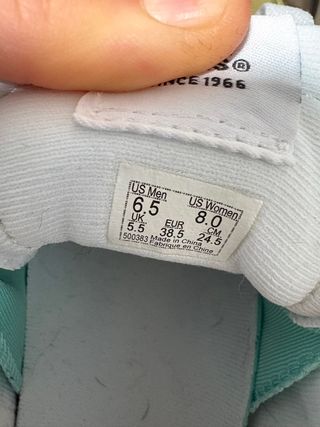 S®
SINCE 1966
US Men US Women
6.5 8.0
UK EUR CM
5.5 38.5 24.5
500383 Made in China
Fabriqué en Chine